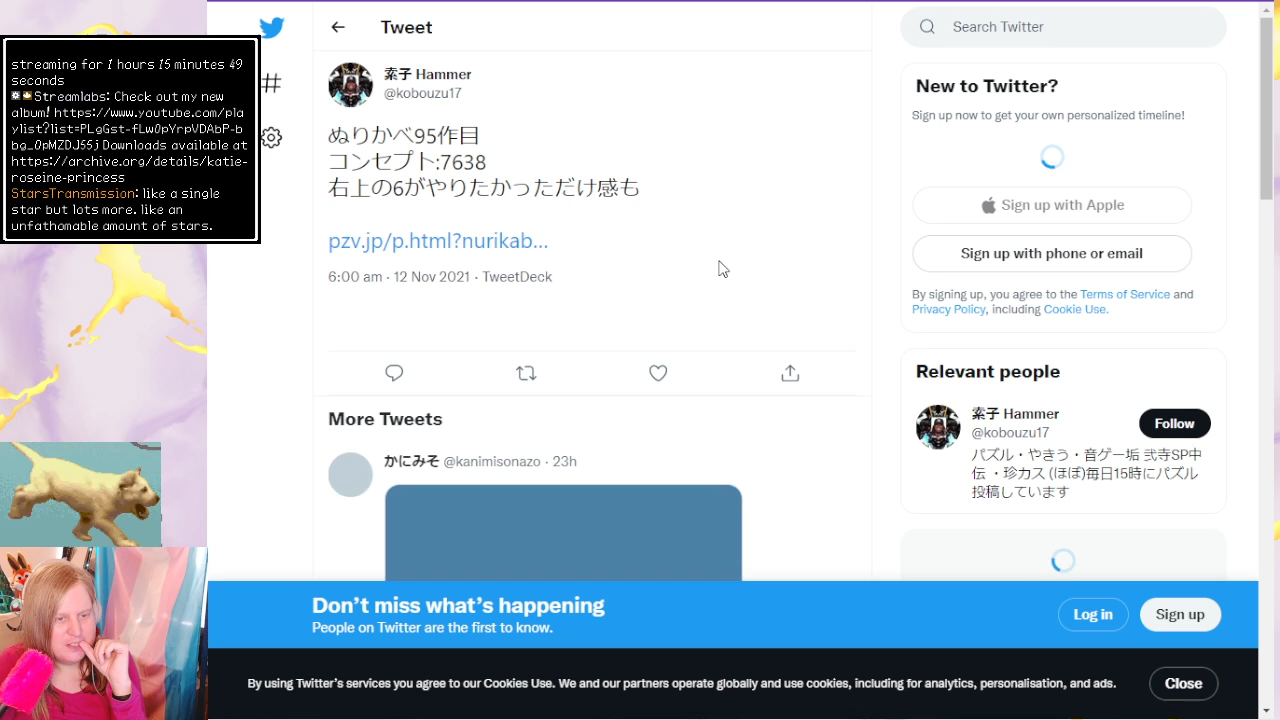 streaming for 1 hours 15 minutes 49
seconds
Streamlabs: Check out my new
album! https://www.youtube.com/pla
ylist?list=PLgGst-fLw0pYrpVDAbP-b
bg_0pMZDJ55j Downloads available at
https://archive.org/details/katie-
roseine-princess
StarsTransmission: like a single
star but lots more. like an
unfathomable amount of stars.
Tweet
素子 Hammer
@kobouzu17
ぬりかべ95作目
コンセプト:7638
右上の6がやりたかっただけ感も
pzv.jp/p.html?nurikab...
6:00 am · 12 Nov 2021 · TweetDeck
More Tweets
かにみそ @kanimisonazo · 23h
Search Twitter
New to Twitter?
Sign up now to get your own personalized timeline!
Sign up with Apple
Sign up with phone or email
By signing up, you agree to the Terms of Service and
Privacy Policy, including Cookie Use.
Relevant people
素子 Hammer
@kobouzu17
Follow
パズル・やきう・音ゲー垢 弐寺SP中
伝 ・珍カス (ほぼ)毎日15時にパズル
投稿しています
Don't miss what's happening
People on Twitter are the first to know.
Log in
Sign up
By using Twitter's services you agree to our Cookies Use. We and our partners operate globally and use cookies, including for analytics, personalisation, and ads.
Close